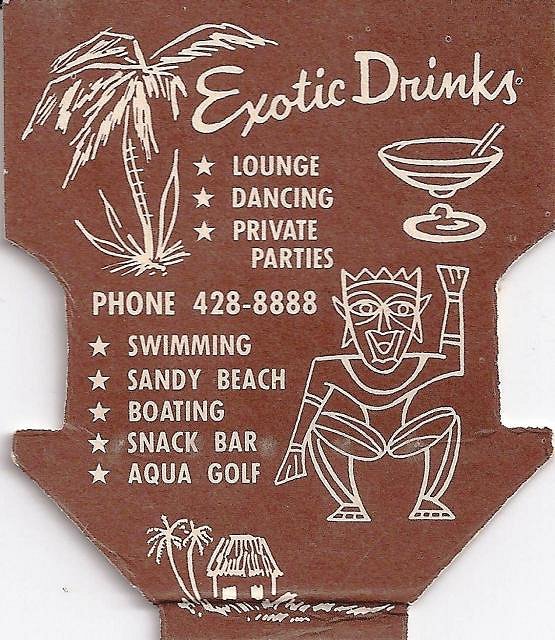 Exotic Drinks
★ LOUNGE
★ DANCING
★ PRIVATE
PARTIES
PHONE 428-8888
★ SWIMMING
★ SANDY BEACH
★ BOATING
★ SNACK BAR
★ AQUA GOLF